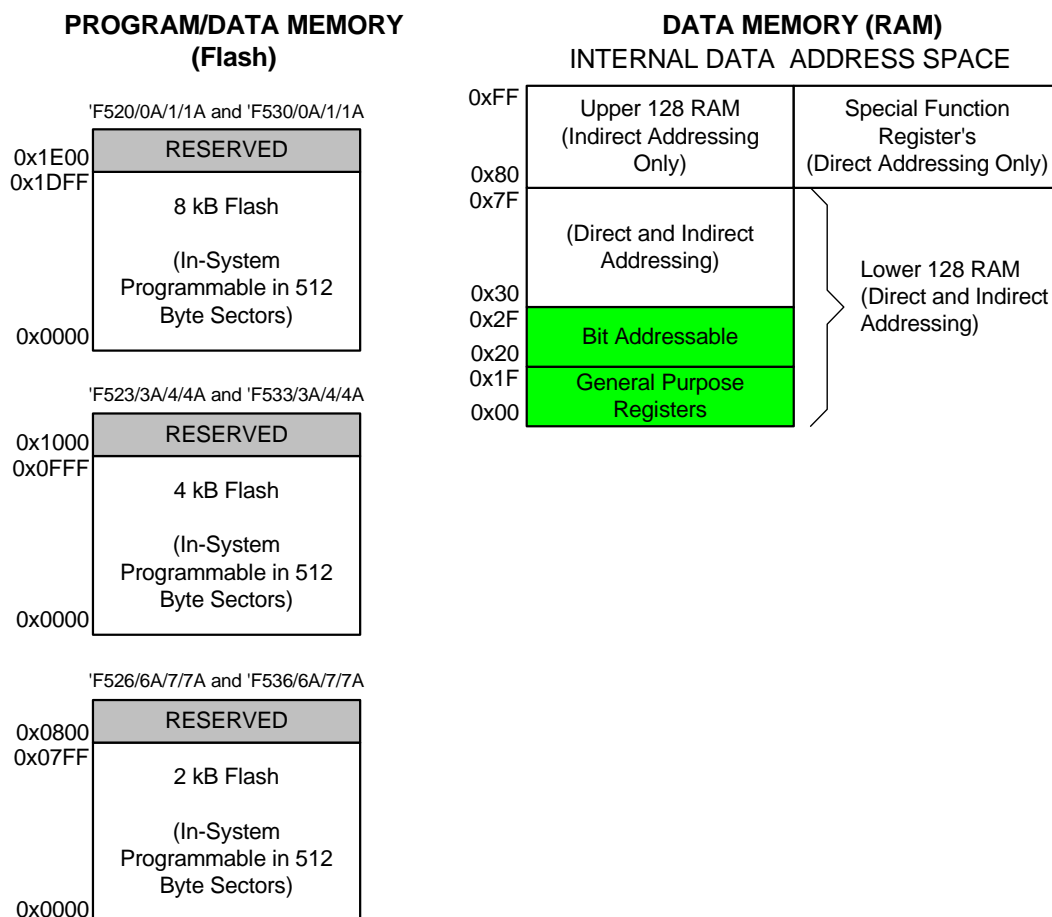 PROGRAM/DATA MEMORY
(Flash)
'F520/0A/1/1A and 'F530/0A/1/1A
RESERVED
0x1E00
0x1DFF
8 kB Flash
(In-System
Programmable in 512
Byte Sectors)
0x0000
'F523/3A/4/4A and 'F533/3A/4/4A
RESERVED
0x1000
0x0FFF
4 kB Flash
(In-System
Programmable in 512
Byte Sectors)
0x0000
'F526/6A/7/7A and 'F536/6A/7/7A
RESERVED
0x0800
0x07FF
2 kB Flash
(In-System
Programmable in 512
Byte Sectors)
0x0000
DATA MEMORY (RAM)
INTERNAL DATA ADDRESS SPACE
0xFF
Upper 128 RAM
(Indirect Addressing
Only)
0x80
Special Function
Register's
(Direct Addressing Only)
0x7F
(Direct and Indirect
Addressing)
0x30
0x2F
Bit Addressable
0x20
0x1F
General Purpose
Registers
0x00
Lower 128 RAM
(Direct and Indirect
Addressing)